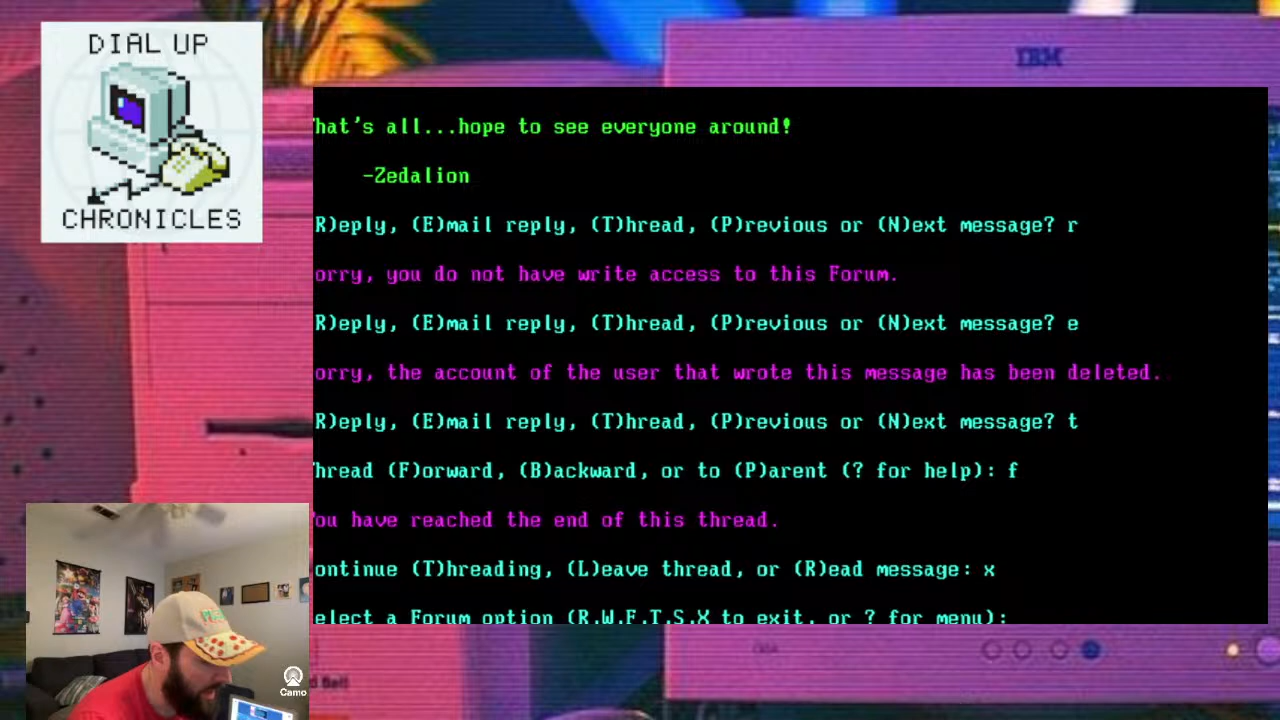 DIAL UP
CHRONICLES
IBM
hat's all...hope to see everyone around!
-Zedalion
R)eply, (E)mail reply, (T)hread, (P)revious or (N)ext message? r
orry, you do not have write access to this Forum.
R)eply, (E)mail reply, (T)hread, (P)revious or (N)ext message? e
orry, the account of the user that wrote this message has been deleted.
R)eply, (E)mail reply, (T)hread, (P)revious or (N)ext message? t
hread (F)orward, (B)ackward, or to (P)arent (? for help): f
ou have reached the end of this thread.
ontinue (T)hreading, (L)eave thread, or (R)ead message: x
elect a Forum option (R,W,F,T,S,X to exit, or ? for menu):
Camo
Bell